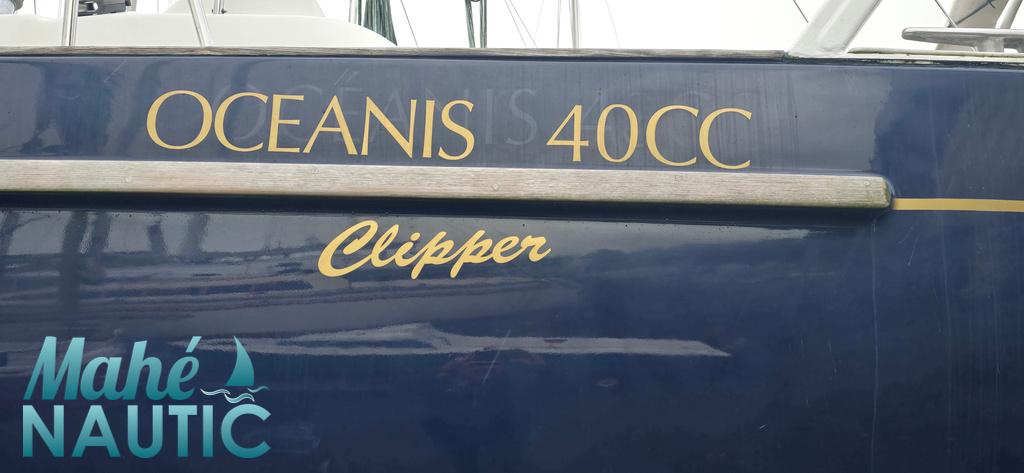 OCEANIS 40CC
Clipper
Mahé
NAUTIC